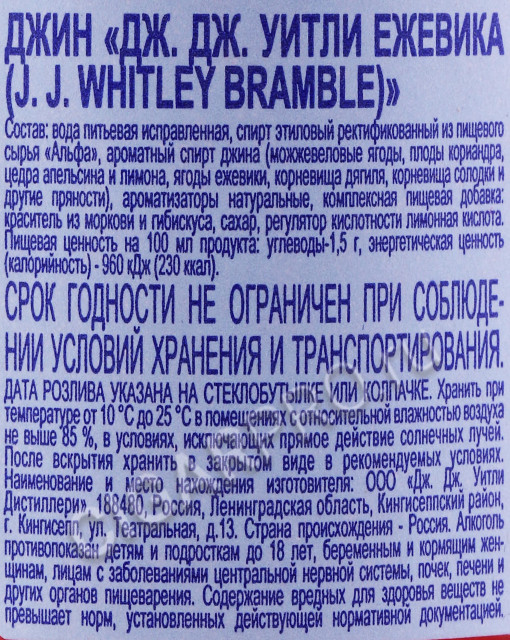 ДЖИН «ДЖ. ДЖ. УИТЛИ ЕЖЕВИКА
(J. J. WHITLEY BRAMBLE)»
Состав: вода питьевая исправленная, спирт этиловый ректификованный из пищевого
сырья «Альфа», ароматный спирт джина (можжевеловые ягоды, плоды кориандра,
цедра апельсина и лимона, ягоды ежевики, корневища дягиля, корневища солодки и
другие пряности), ароматизаторы натуральные, комплексная пищевая добавка:
краситель из моркови и гибискуса, сахар, регулятор кислотности лимонная кислота.
Пищевая ценность на 100 мл продукта: углеводы-1,5 г, энергетическая ценность
(калорийность) - 960 кДж (230 ккал).
СРОК ГОДНОСТИ НЕ ОГРАНИЧЕН ПРИ СОБЛЮДЕ-
НИИ УСЛОВИЙ ХРАНЕНИЯ И ТРАНСПОРТИРОВАНИЯ.
ДАТА РОЗЛИВА УКАЗАНА НА СТЕКЛОБУТЫЛКЕ ИЛИ КОЛПАЧКЕ. Хранить при
температуре от 10 °С до 25 °С в помещениях с относительной влажностью воздуха
не выше 85 %, в условиях, исключающих прямое действие солнечных лучей.
После вскрытия хранить в закрытом виде в рекомендуемых условиях.
Наименование и место нахождения изготовителя: ООО «Дж. Дж. Уитли
Дистиллери», 188480, Россия, Ленинградская область, Кингисеппский район,
г. Кингисепп, ул. Театральная, д.13. Страна происхождения - Россия. Алкоголь
противопоказан детям и подросткам до 18 лет, беременным и кормящим жен-
щинам, лицам с заболеваниями центральной нервной системы, почек, печени и
других органов пищеварения. Содержание вредных для здоровья веществ не
превышает норм, установленных действующей нормативной документацией.